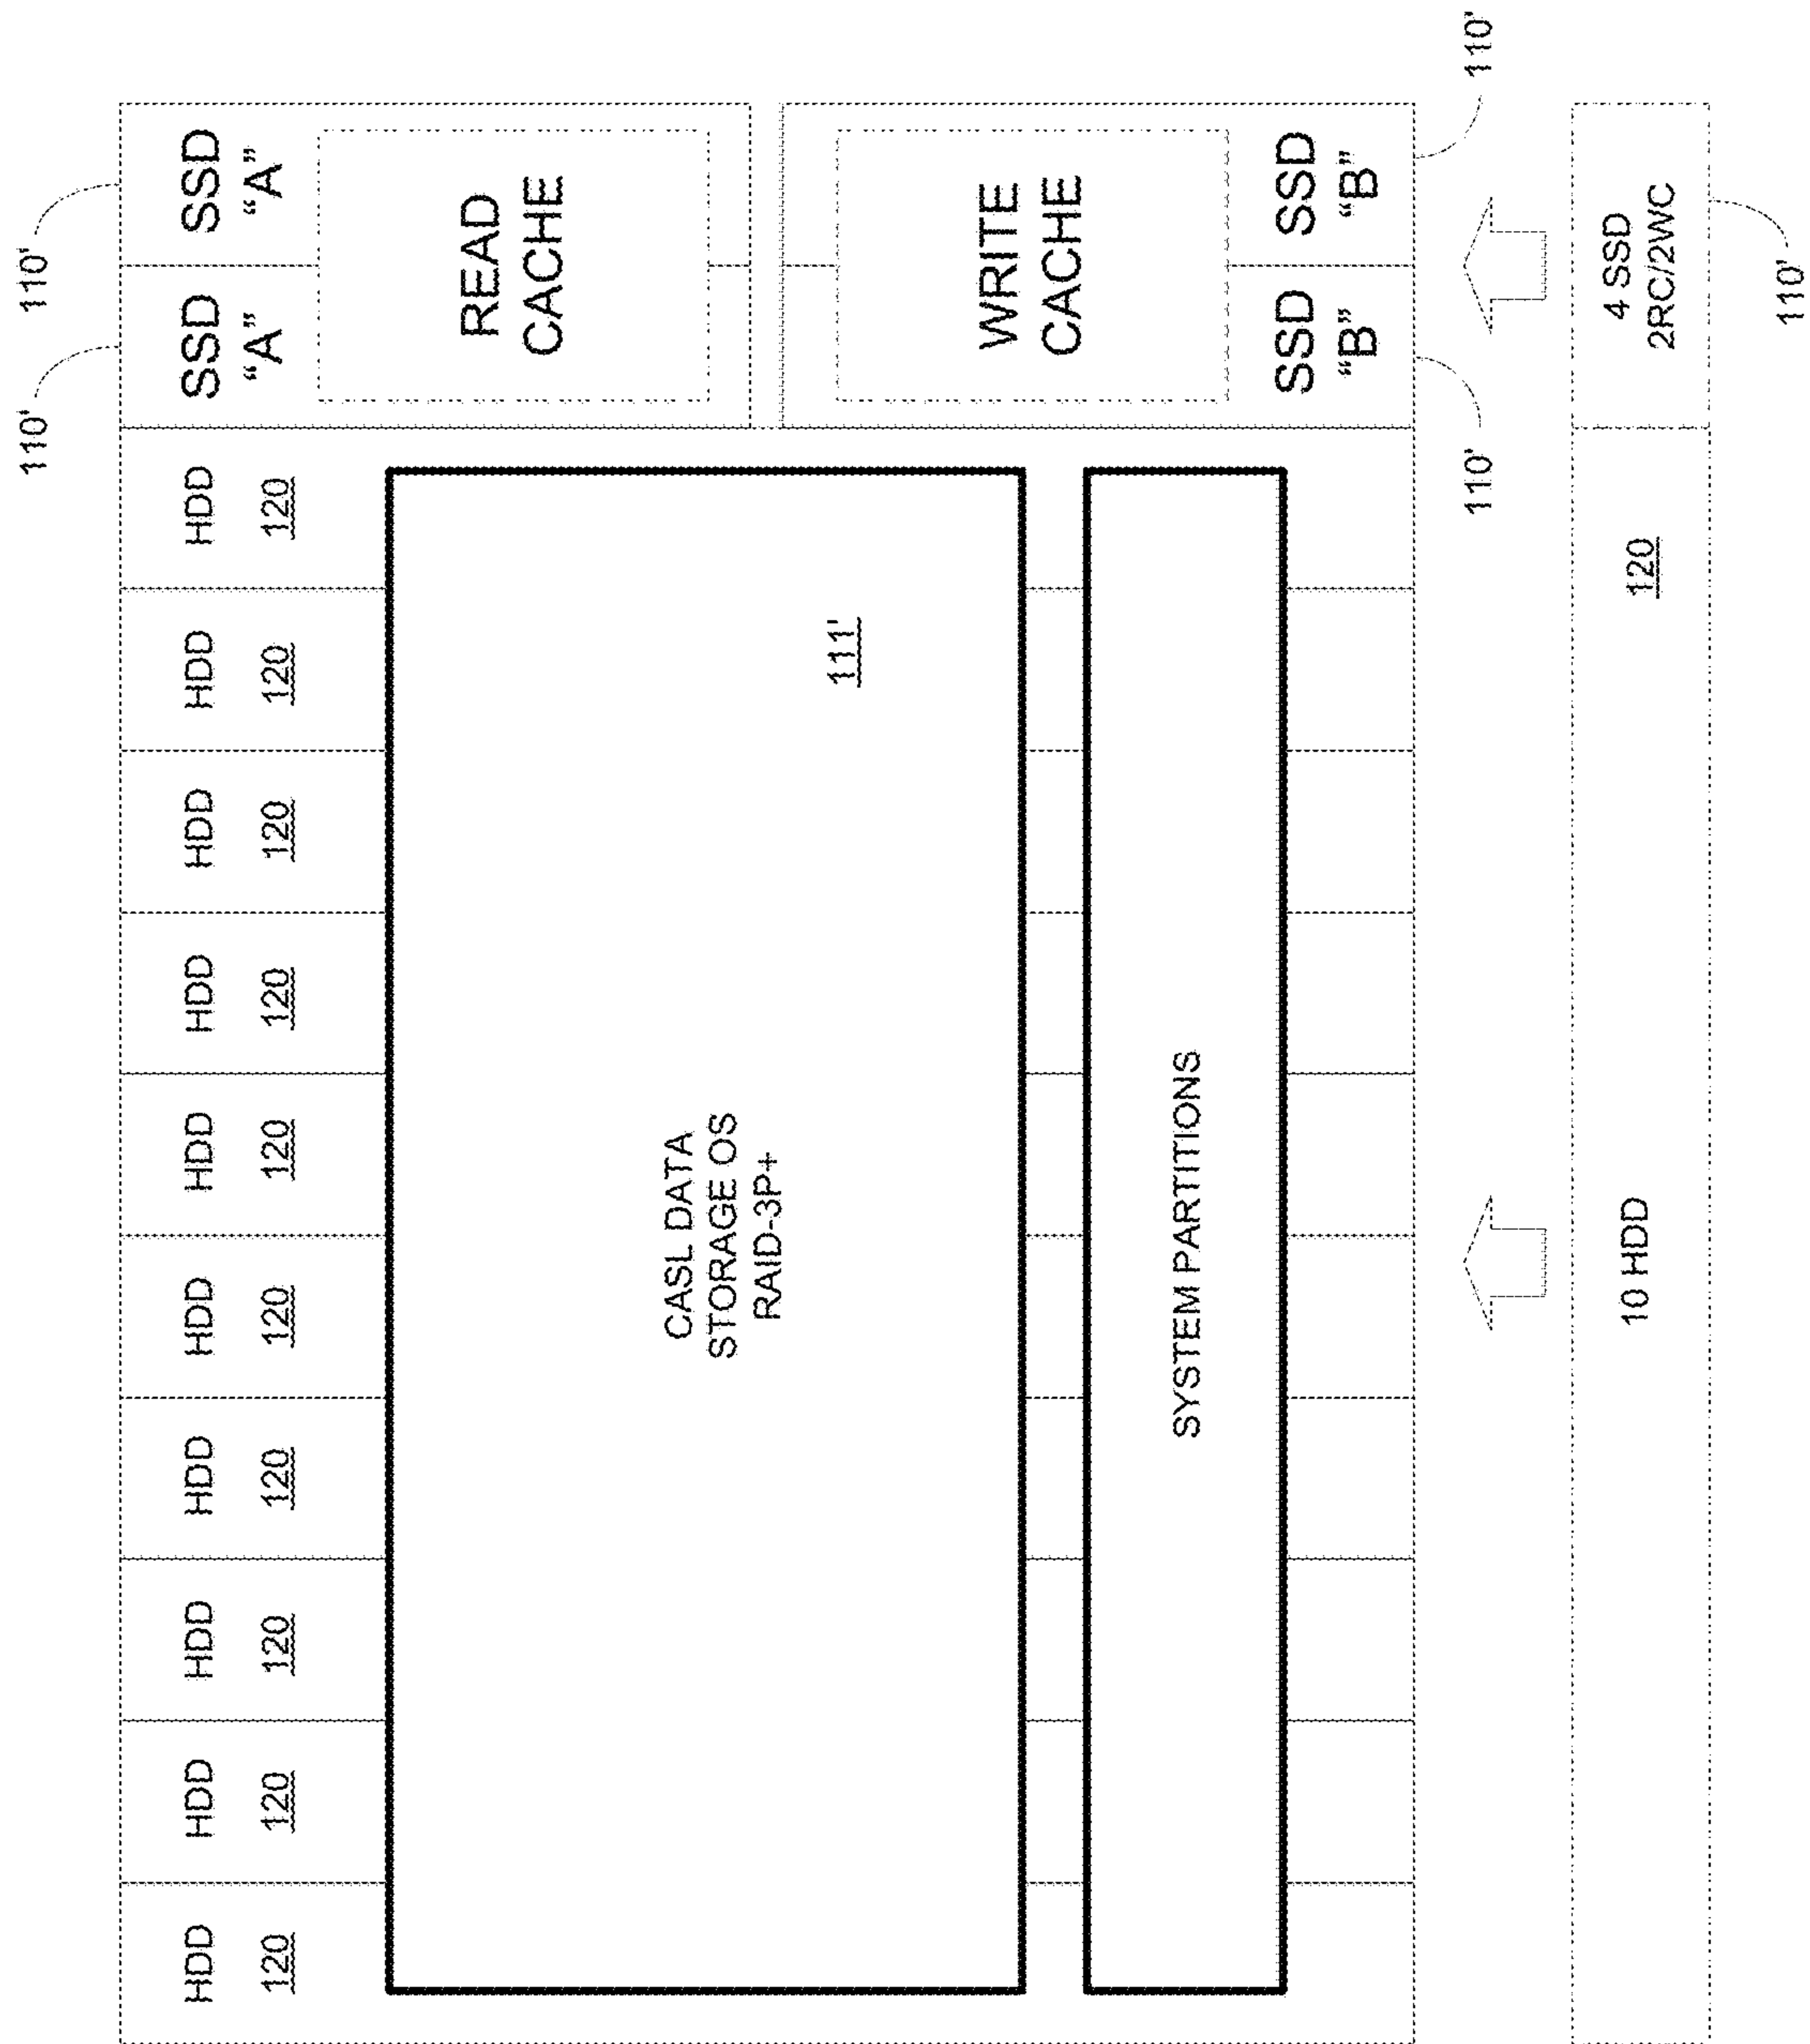 110'
110'
HDD
120
HDD
120
HDD
120
HDD
120
HDD
120
HDD
120
HDD
120
HDD
120
HDD
120
HDD
120
SSD
“A”
SSD
“A”
READ
CACHE
CASL DATA
STORAGE OS
RAID-3P+
111'
WRITE
CACHE
SYSTEM PARTITIONS
SSD
“B”
SSD
“B”
110'
110'
10 HDD
120
4 SSD
2RC/2WC
110'